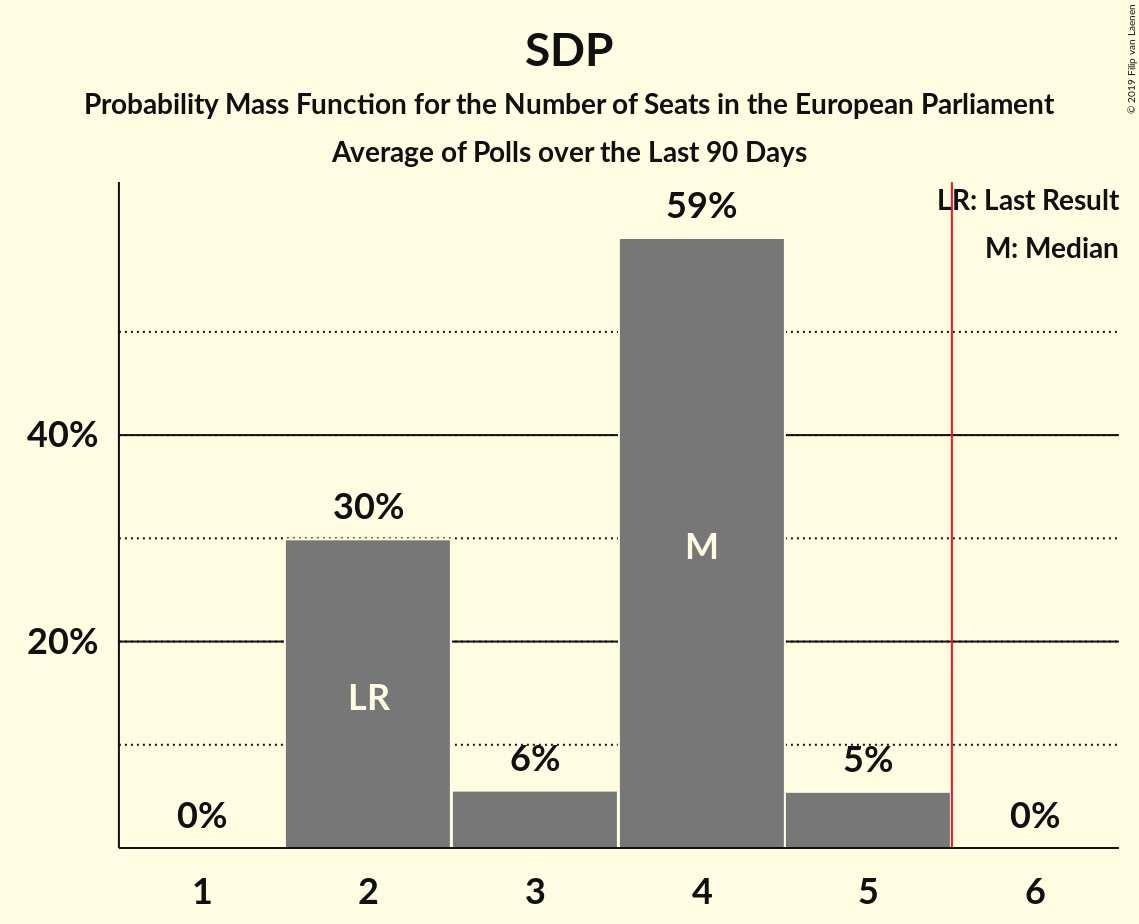 SDP
Probability Mass Function for the Number of Seats in the European Parliament
Average of Polls over the Last 90 Days
© 2019 Filip van Laenen
LR: Last Result
M: Median
59%
40%
30%
M
20%
LR
6%
5%
0%
0%
1 2 3 4 5 6